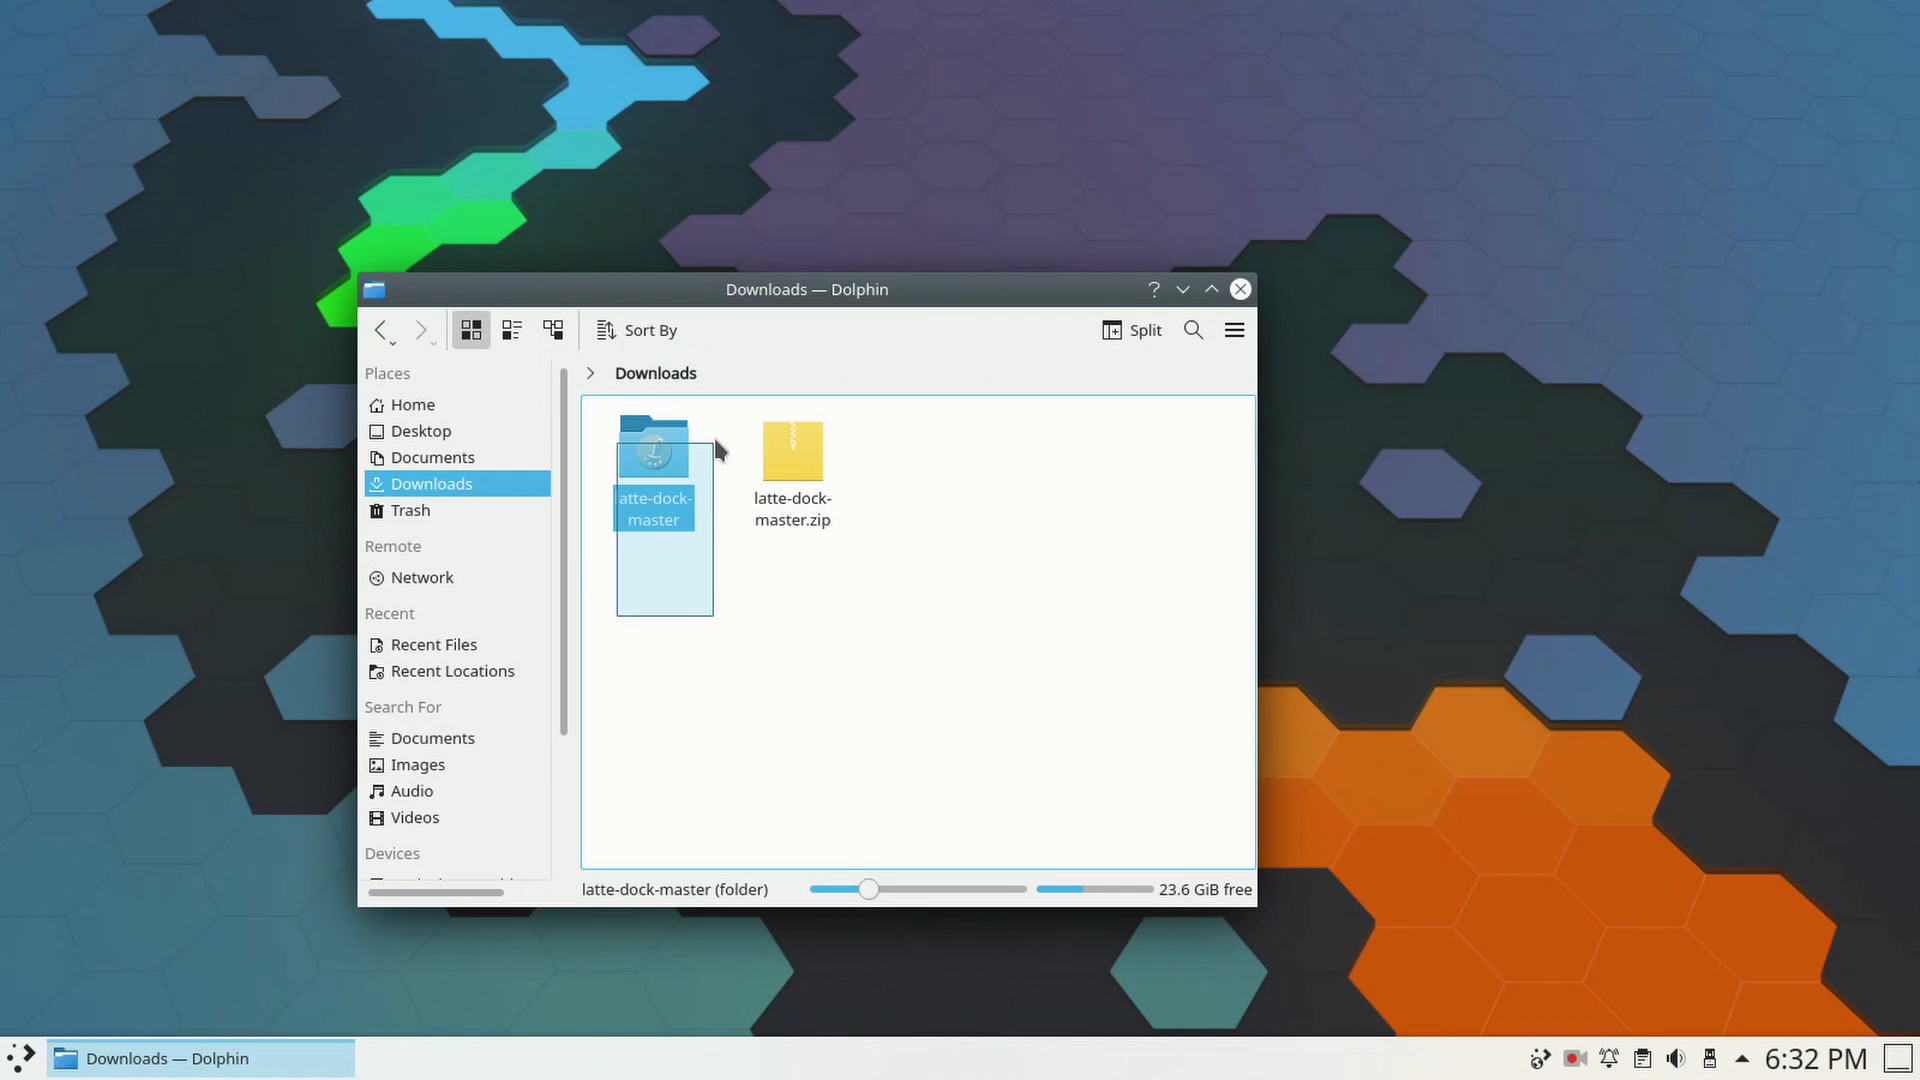 Downloads — Dolphin
Sort By
Split
Places
Home
Desktop
Documents
Downloads
Trash
Remote
Network
Recent
Recent Files
Recent Locations
Search For
Documents
Images
Audio
Videos
Devices
Downloads
latte-dock-
master
latte-dock-
master.zip
latte-dock-master (folder)
23.6 GiB free
Downloads — Dolphin
6:32 PM